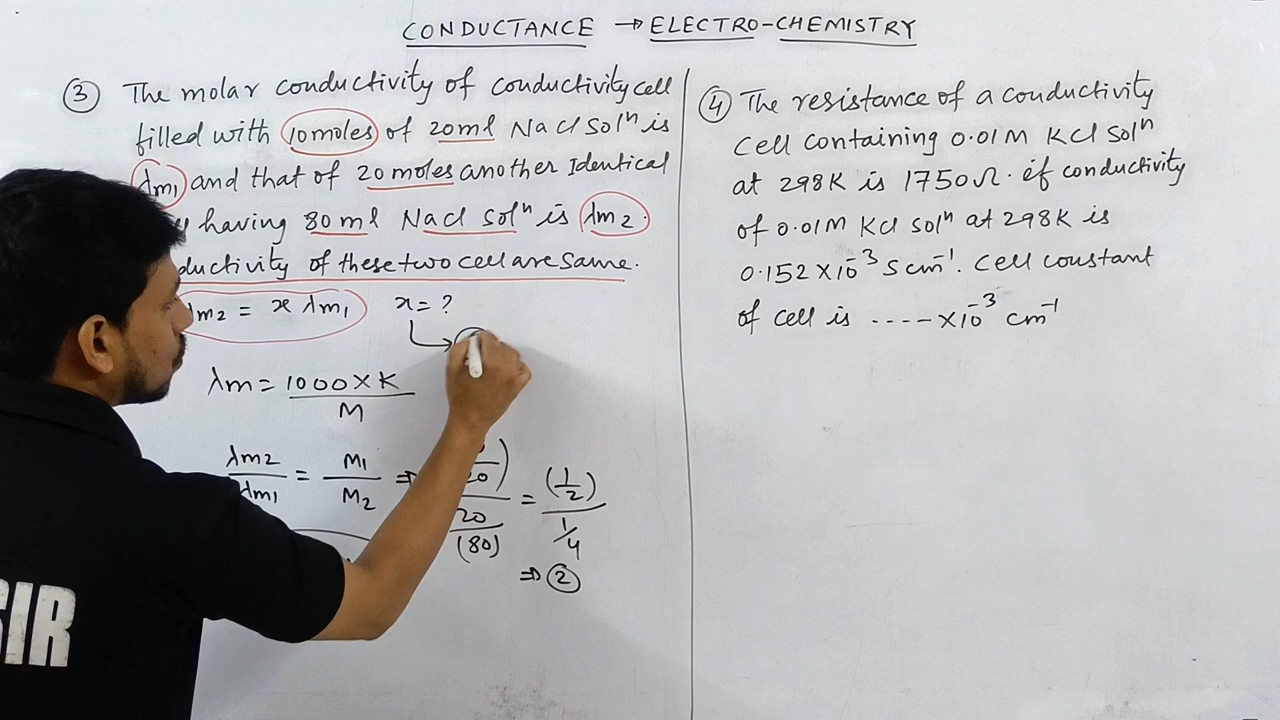 CONDUCTANCE → ELECTRO-CHEMISTRY
③ The molar conductivity of conductivity cell
filled with 10 moles of 20ml NaCl Solⁿ is
λm₁ and that of 20 moles another Identical
having 80 ml NaCl Solⁿ is λm₂.
ductivity of these two cell are same.
m₂ = x λm₁ x = ?
λm = 1000 × K / M
λm₂ / λm₁ = M₁ / M₂ ⇒ 20) / 20/(80) = (1/2) / 1/4
⇒ ②
④ The resistance of a conductivity
Cell containing 0.01M KCl Solⁿ
at 298K is 1750Ω. if conductivity
of 0.01M KCl Solⁿ at 298K is
0.152 × 10⁻³ S cm⁻¹. Cell constant
of cell is ---- × 10⁻³ cm⁻¹
SIR